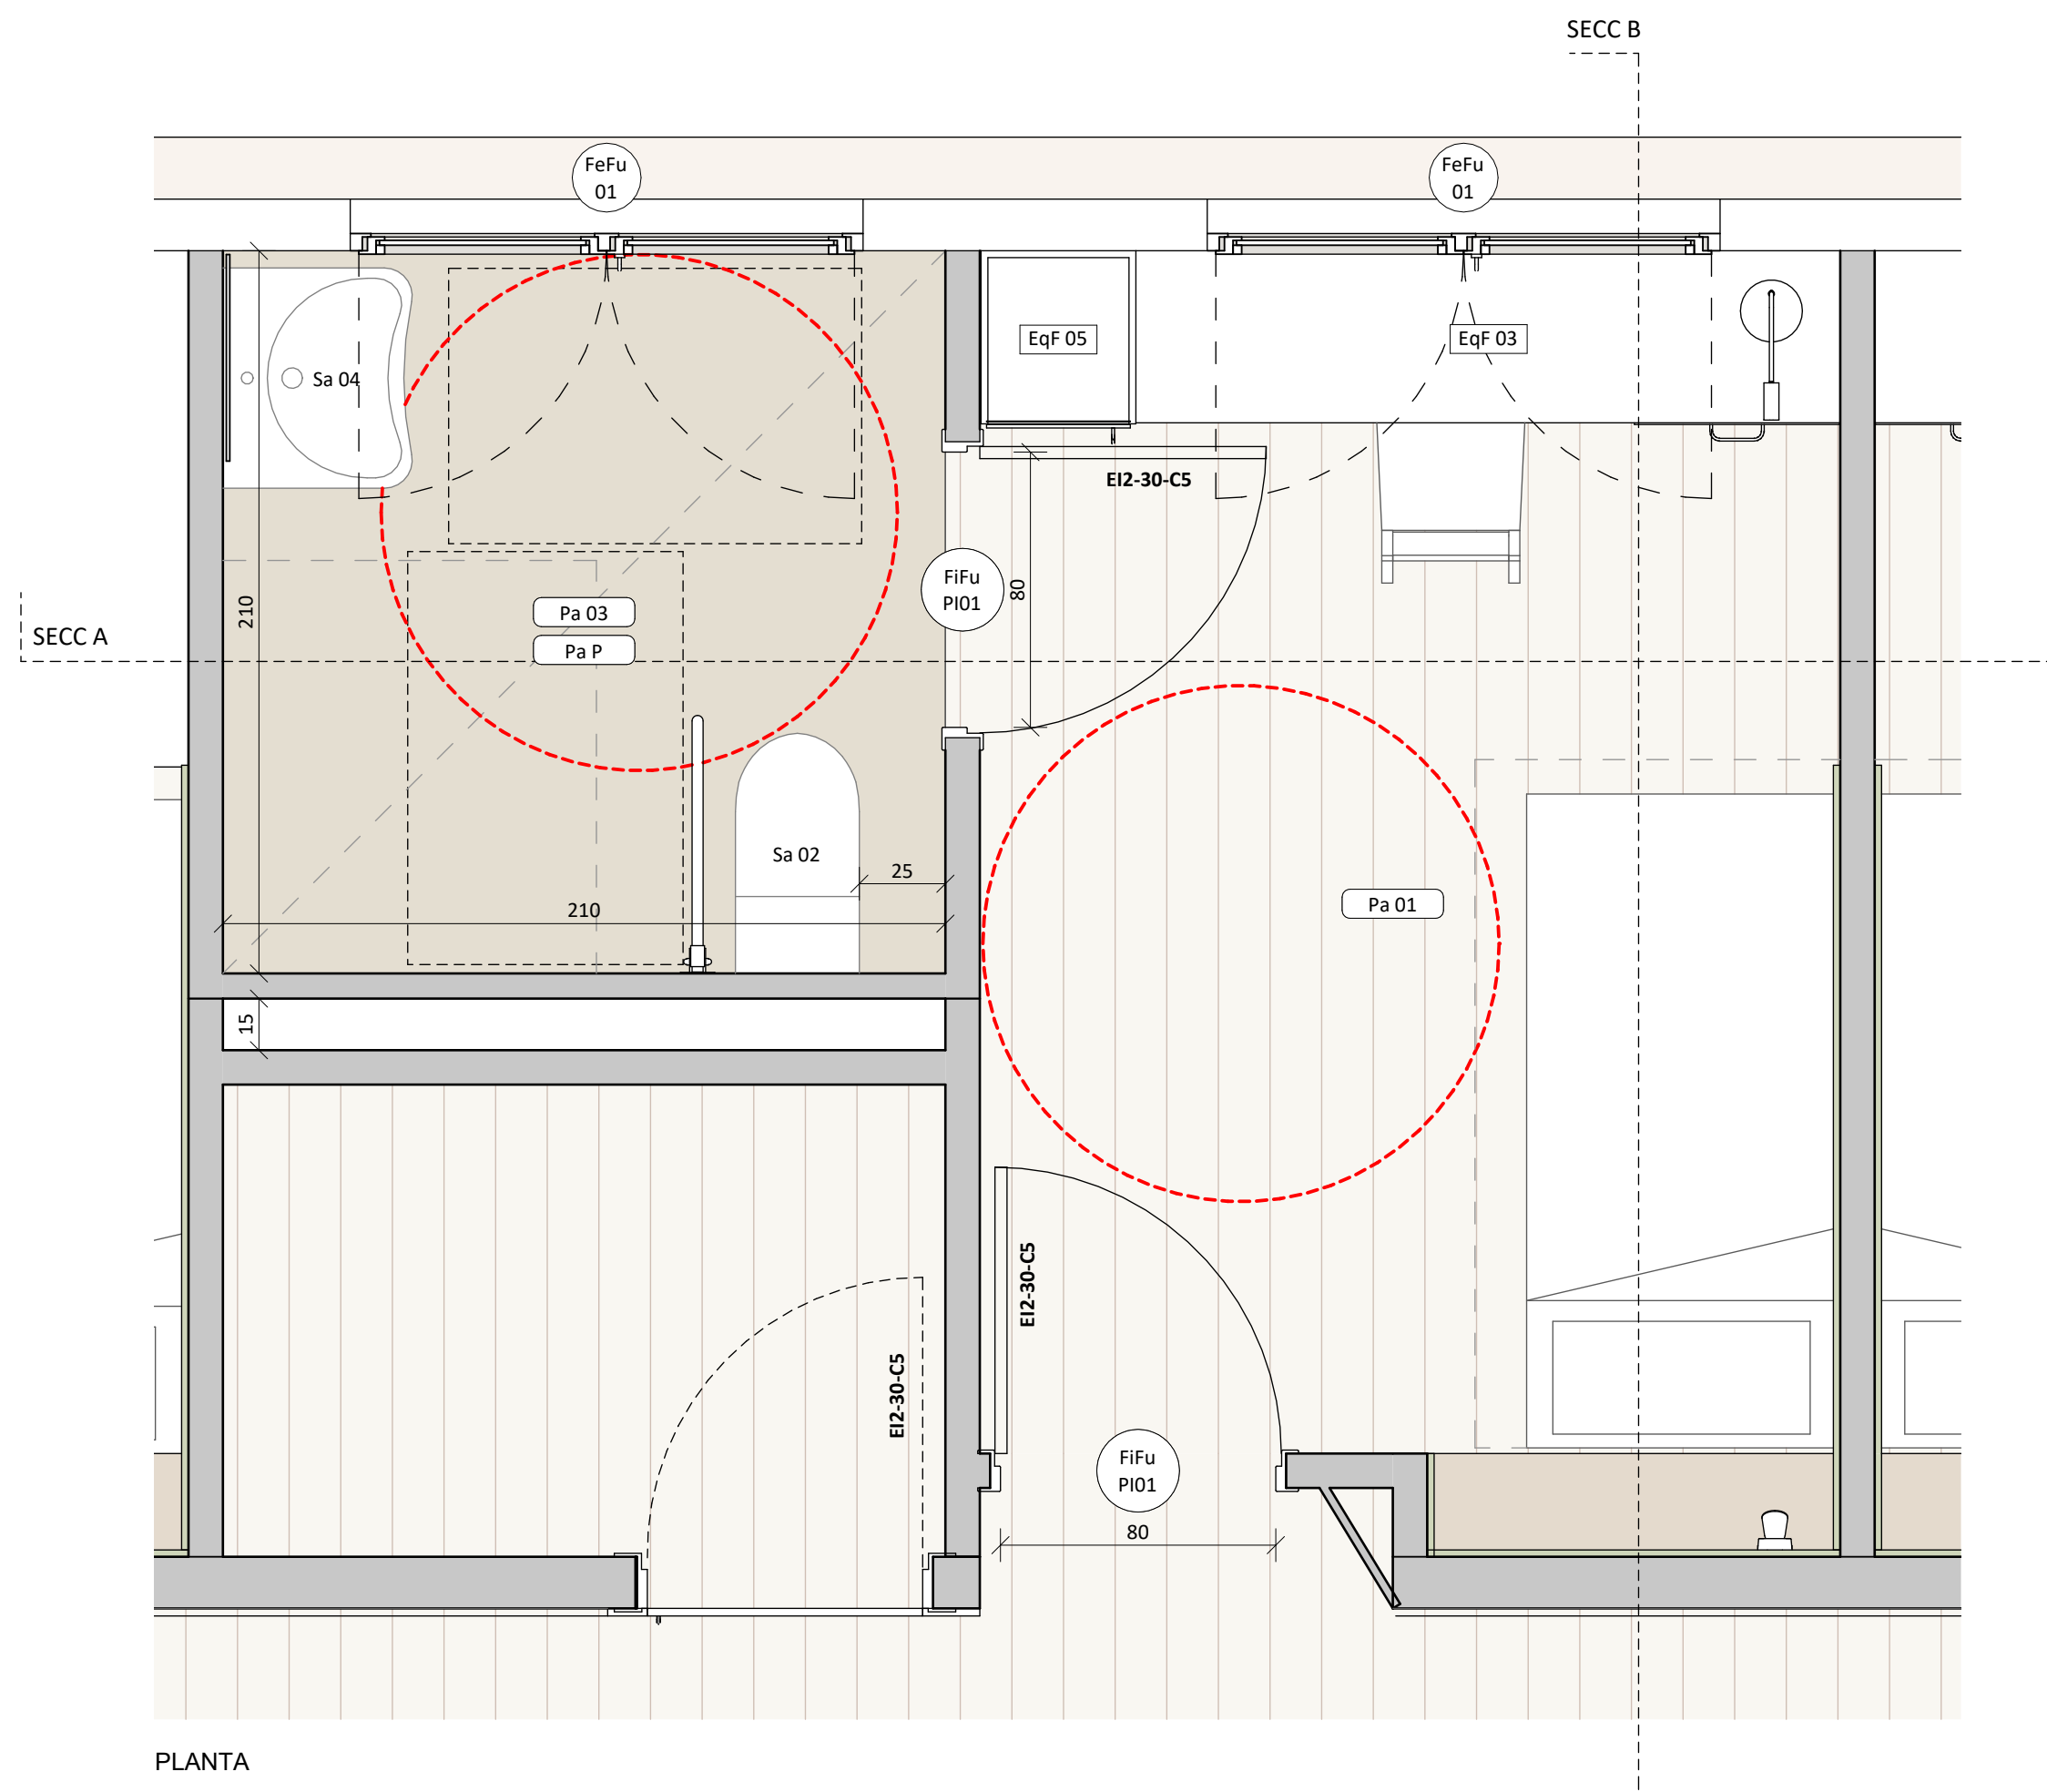 SECC B
FeFu
01
FeFu
01
EqF 05
EqF 03
Sa 04
EI2-30-C5
FiFu
PI01
80
210
Pa 03
SECC A
Pa P
Sa 02
25
Pa 01
210
15
EI2-30-C5
EI2-30-C5
FiFu
PI01
80
PLANTA